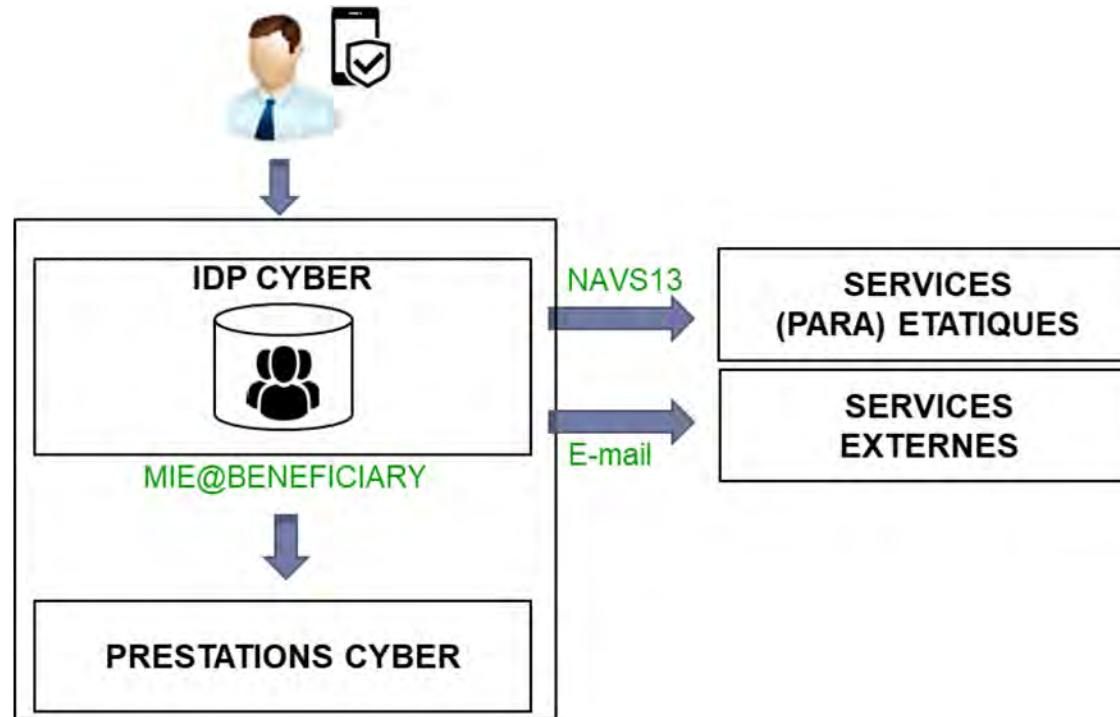 IDP CYBER
NAVS13
SERVICES
(PARA) ETATIQUES
SERVICES
EXTERNES
E-mail
MIE@BENEFICIARY
PRESTATIONS CYBER